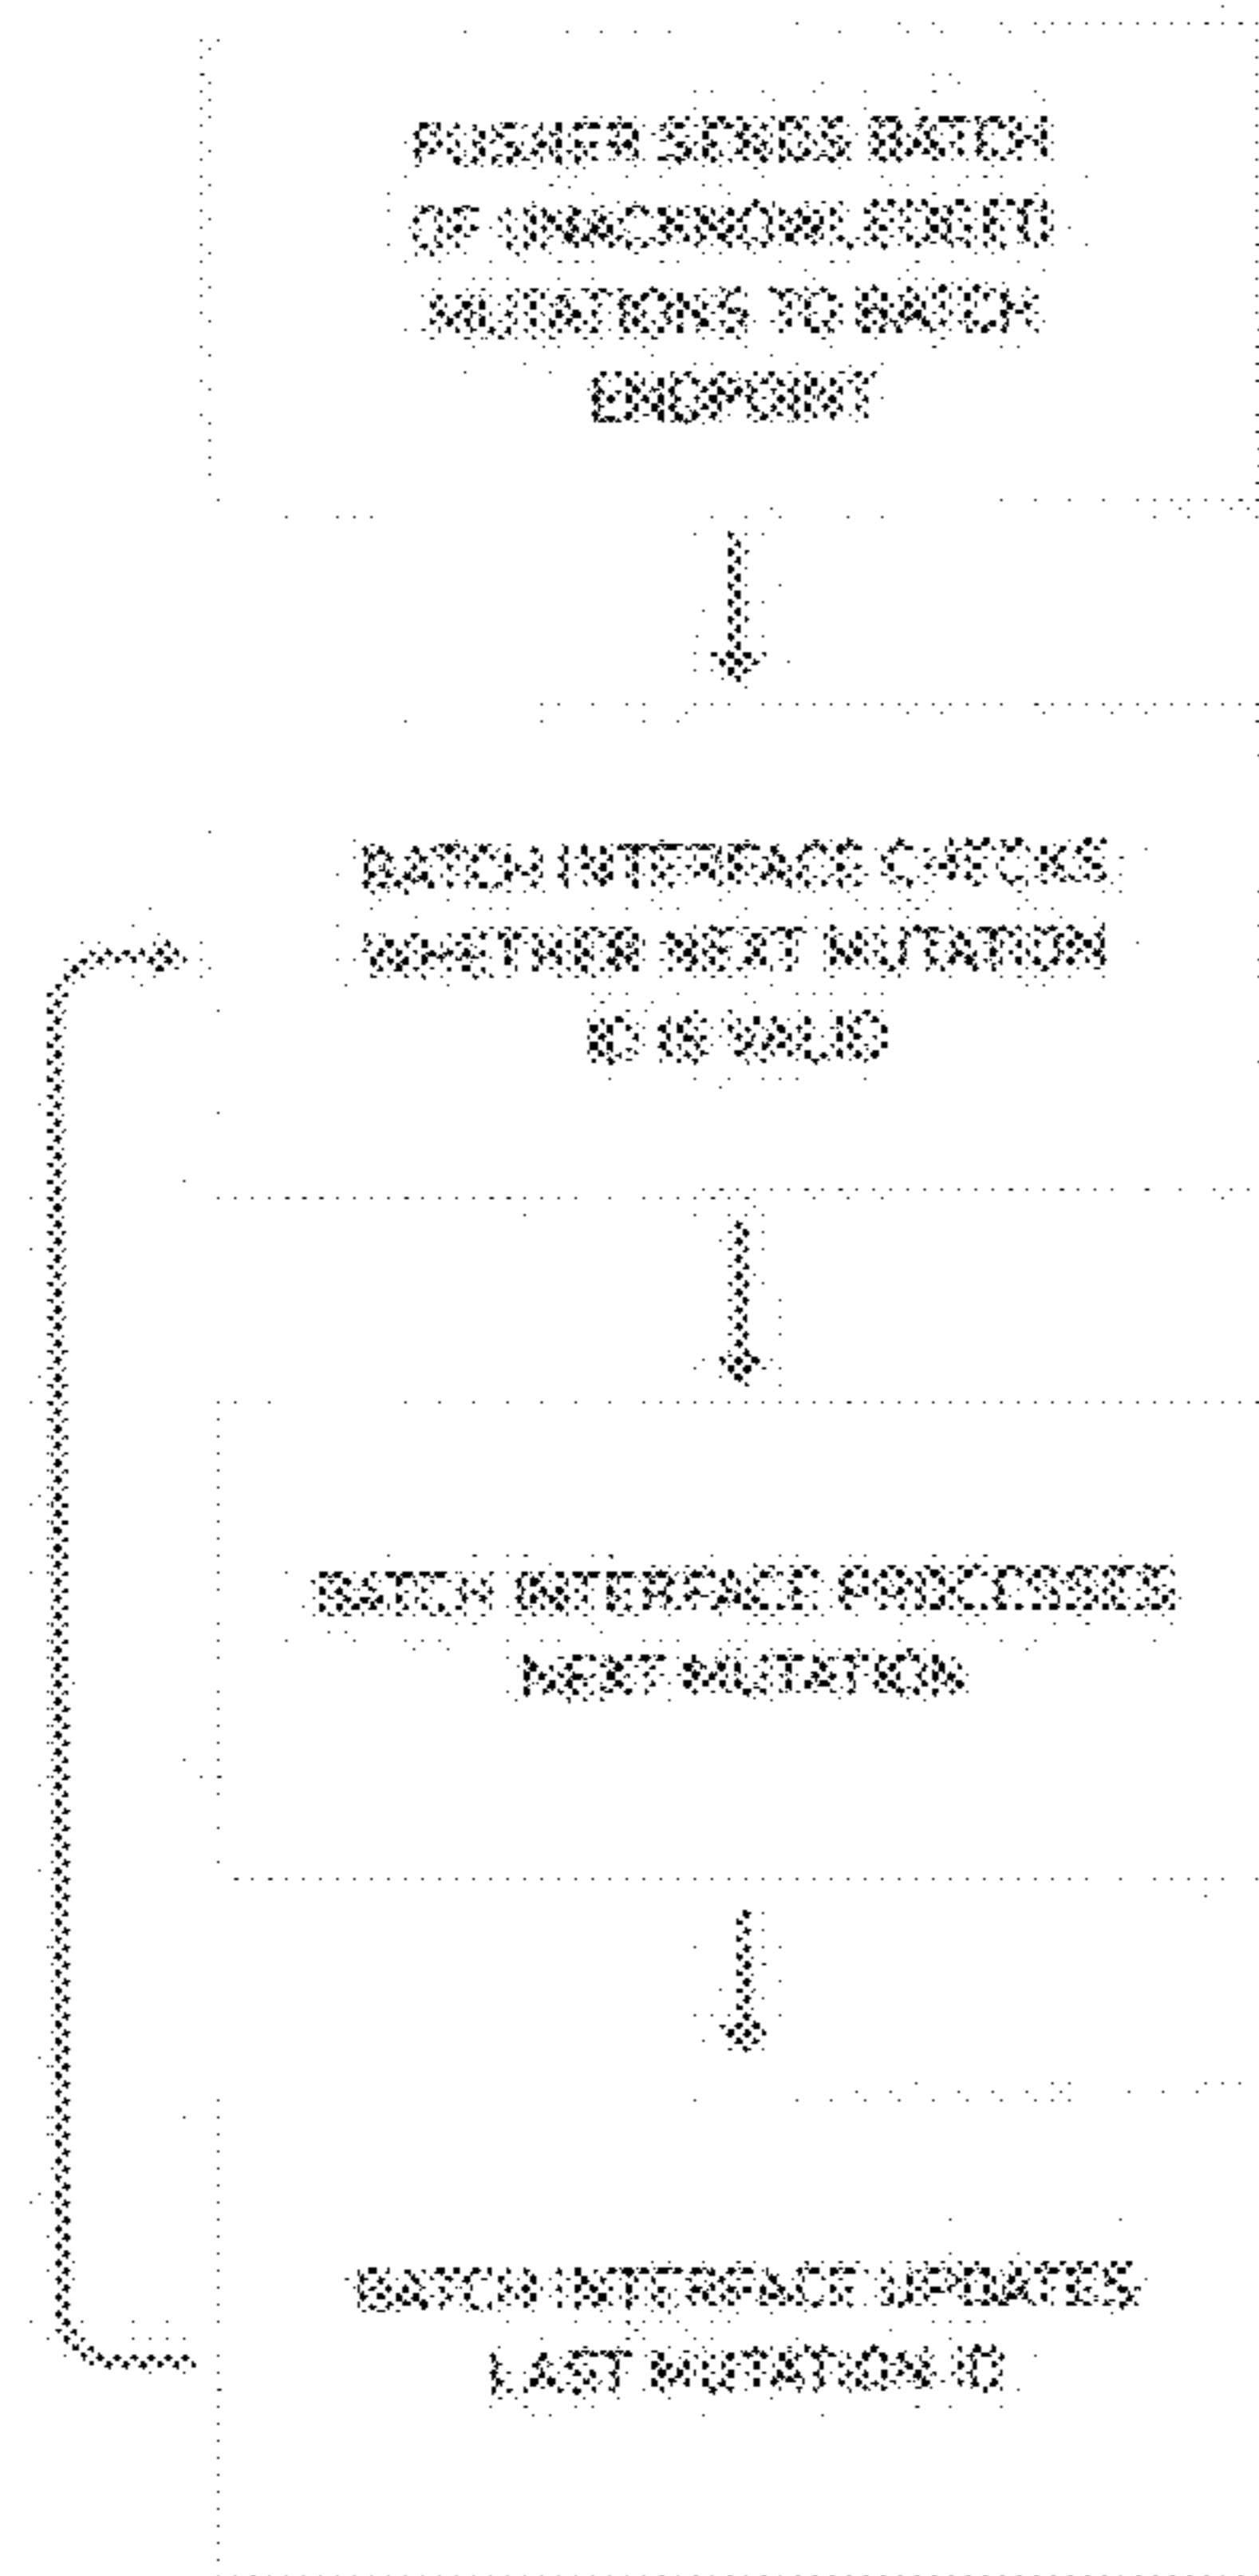 PUSHER SENDS BATCH
OF UNACKNOWLEDGED
MUTATIONS TO BATCH
ENDPOINT
BATCH INTERFACE CHECKS
WHETHER NEXT MUTATION
ID IS VALID
BATCH INTERFACE PROCESSES
NEXT MUTATION
BATCH INTERFACE UPDATES
LAST MUTATION ID